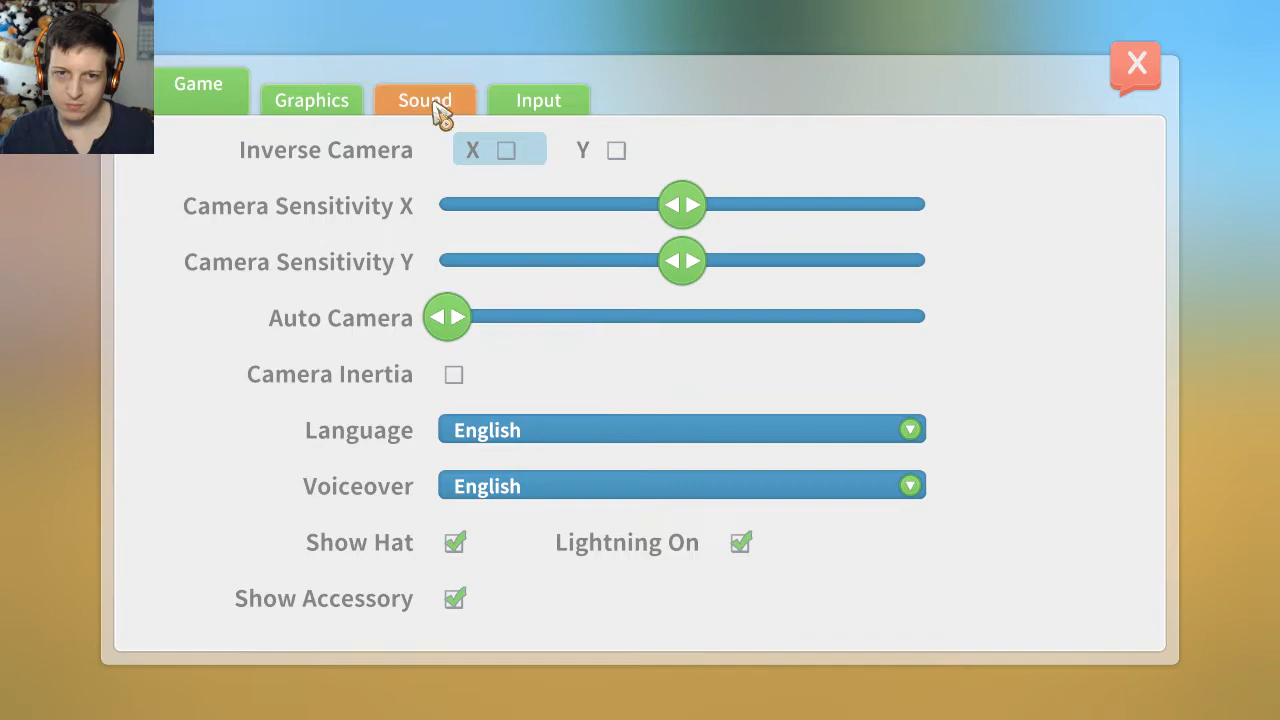 Game
Graphics
Sound
Input
X
Inverse Camera X Y
Camera Sensitivity X
Camera Sensitivity Y
Auto Camera
Camera Inertia
Language English
Voiceover English
Show Hat Lightning On
Show Accessory